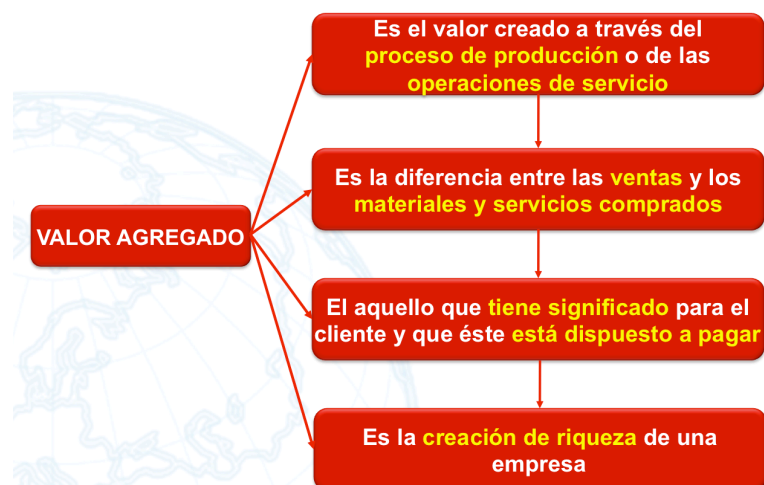 Es el valor creado a través del
proceso de producción o de las
operaciones de servicio
Es la diferencia entre las ventas y los
materiales y servicios comprados
VALOR AGREGADO
El aquello que tiene significado para el
cliente y que éste está dispuesto a pagar
Es la creación de riqueza de una
empresa